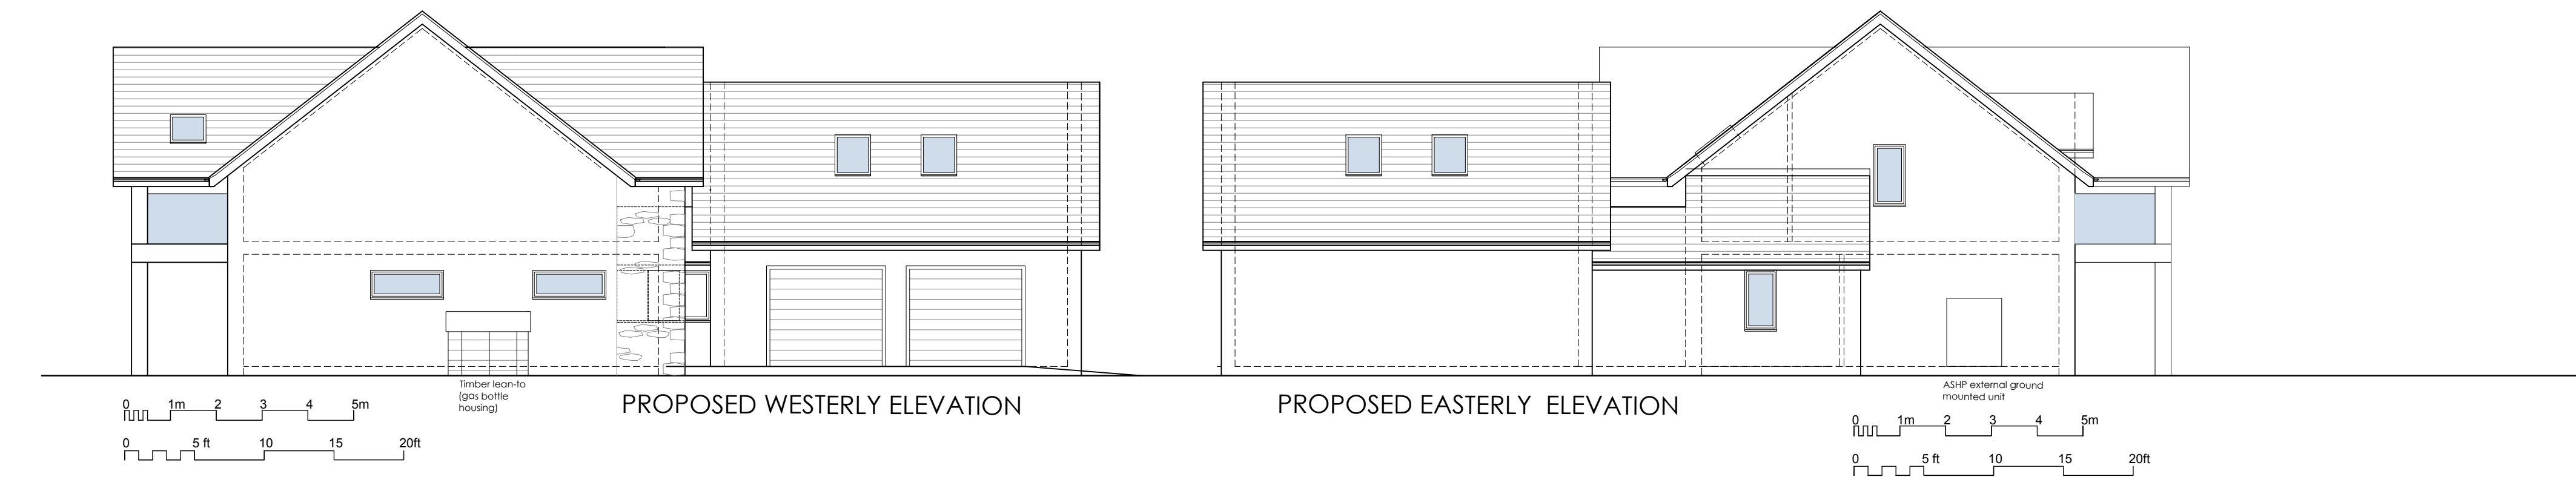 Timber lean-to
(gas bottle
housing)
PROPOSED WESTERLY ELEVATION
0 1m 2 3 4 5m
0 5 ft 10 15 20ft
PROPOSED EASTERLY ELEVATION
ASHP external ground
mounted unit
0 1m 2 3 4 5m
0 5 ft 10 15 20ft